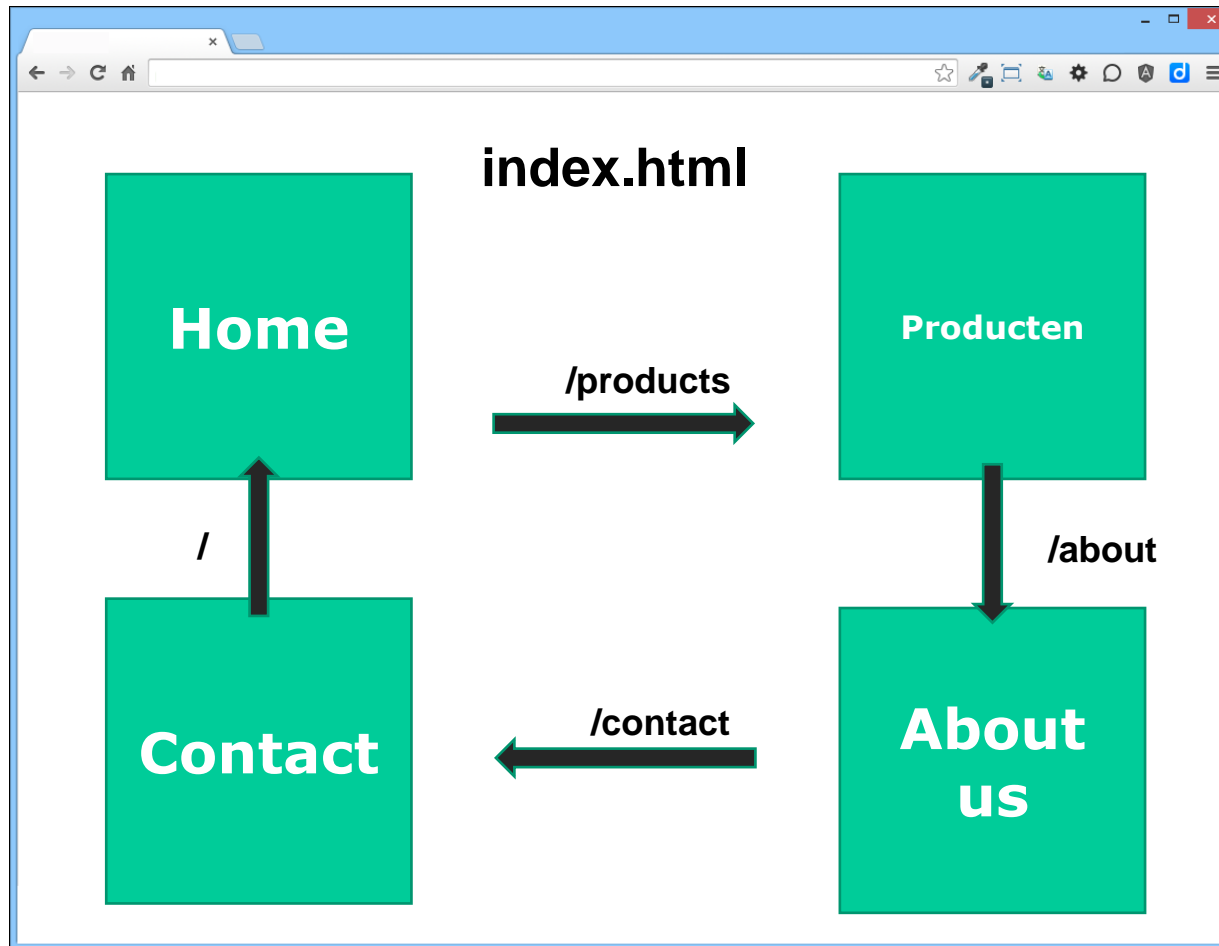 index.html
Home
Producten
/products
/
/about
Contact
/contact
About
us